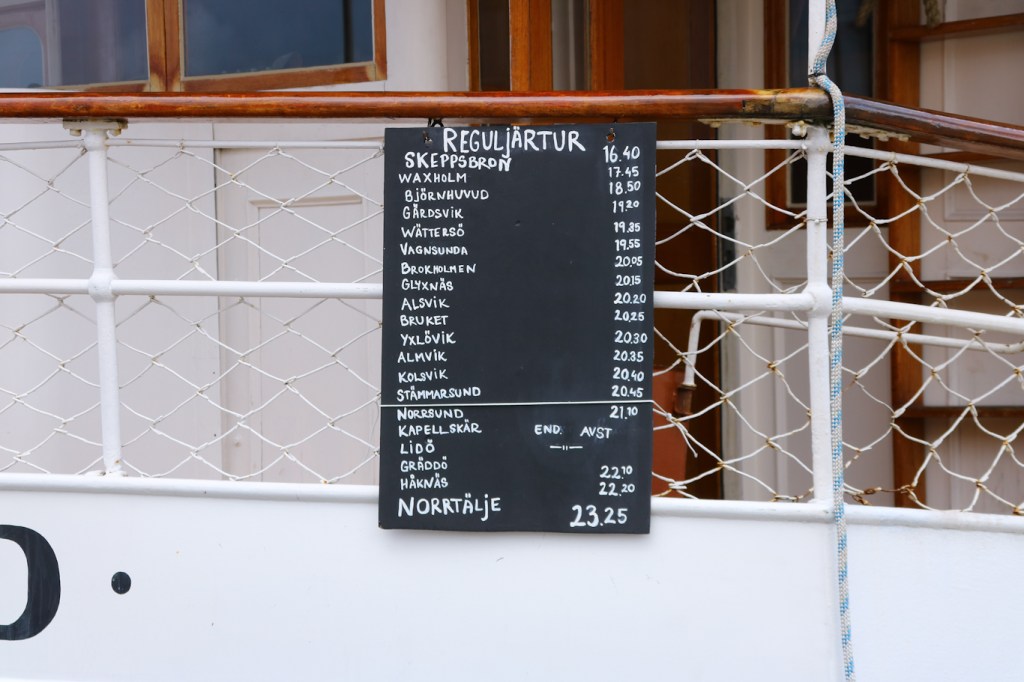 REGULJÄRTUR
SKEPPSBRON 16.40
WAXHOLM 17.45
BJÖRNHUVUD 18.50
GÅRDSVIK 19.20
WÄTTERSÖ 19.35
VAGNSUNDA 19.55
BROKHOLMEN 20.05
GLYXNÄS 20.15
ALSVIK 20.20
BRUKET 20.25
YXLÖVIK 20.30
ALMVIK 20.35
KOLSVIK 20.40
STÄMMARSUND 20.45
NORRSUND 21.10
KAPELLSKÄR END. AVST
LIDÖ —"—
GRÄDDÖ 22.10
HÅKNÄS 22.20
NORRTÄLJE 23.25